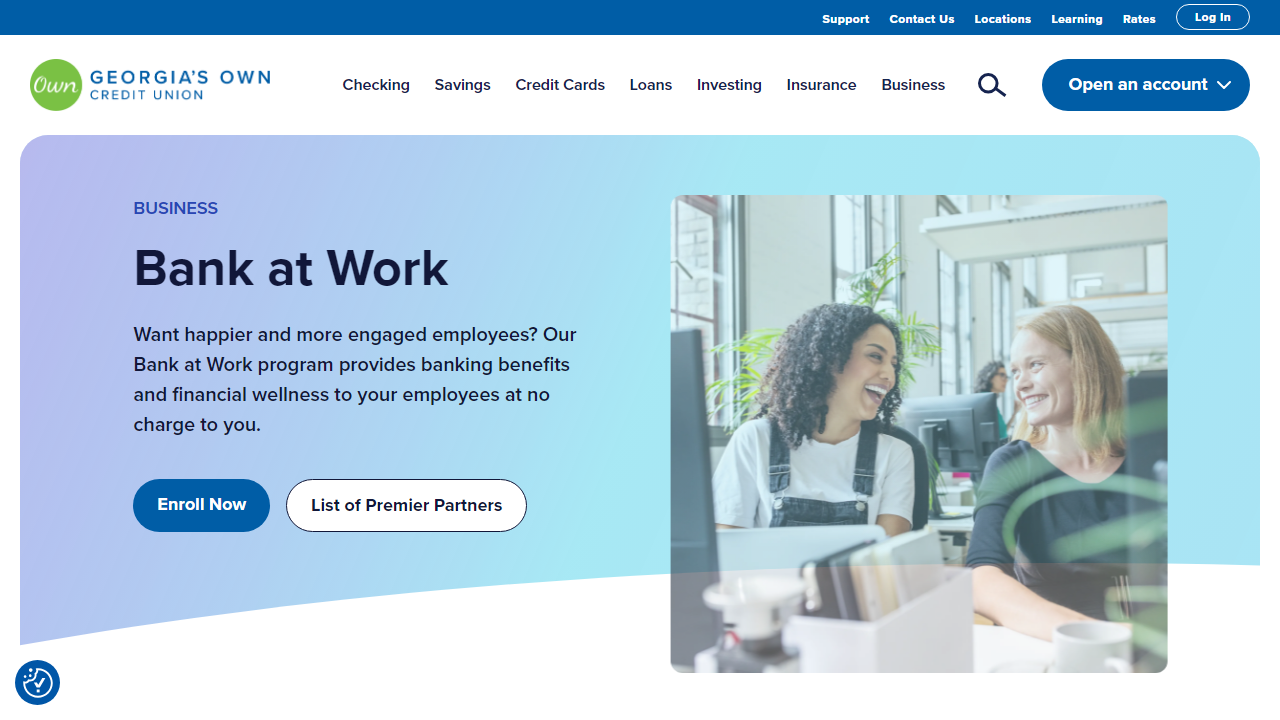 Support Contact Us Locations Learning Rates Log In
Own GEORGIA'S OWN
CREDIT UNION
Checking Savings Credit Cards Loans Investing Insurance Business Open an account
BUSINESS
Bank at Work
Want happier and more engaged employees? Our
Bank at Work program provides banking benefits
and financial wellness to your employees at no
charge to you.
Enroll Now List of Premier Partners